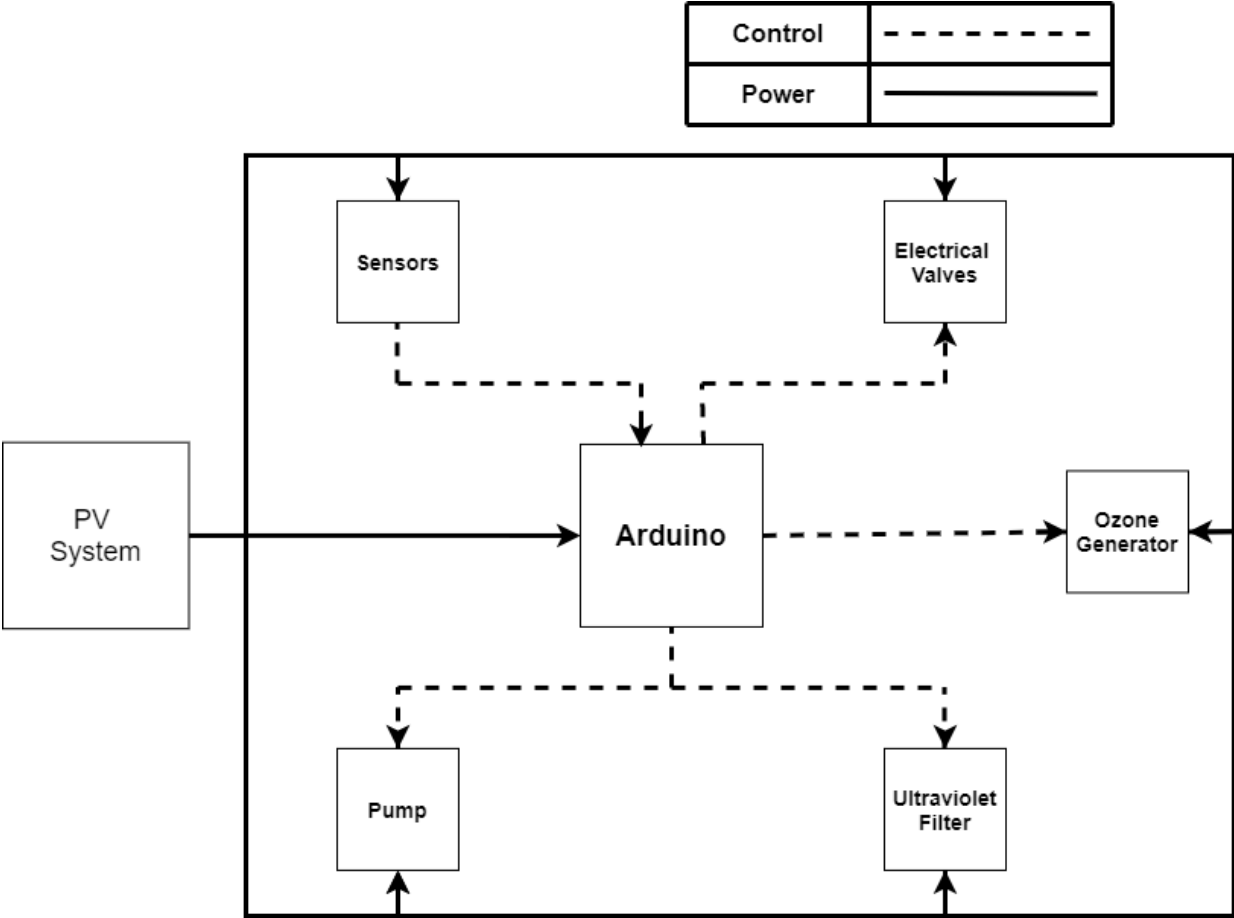 Control
Power
Sensors
Electrical
Valves
PV
System
Arduino
Ozone
Generator
Pump
Ultraviolet
Filter